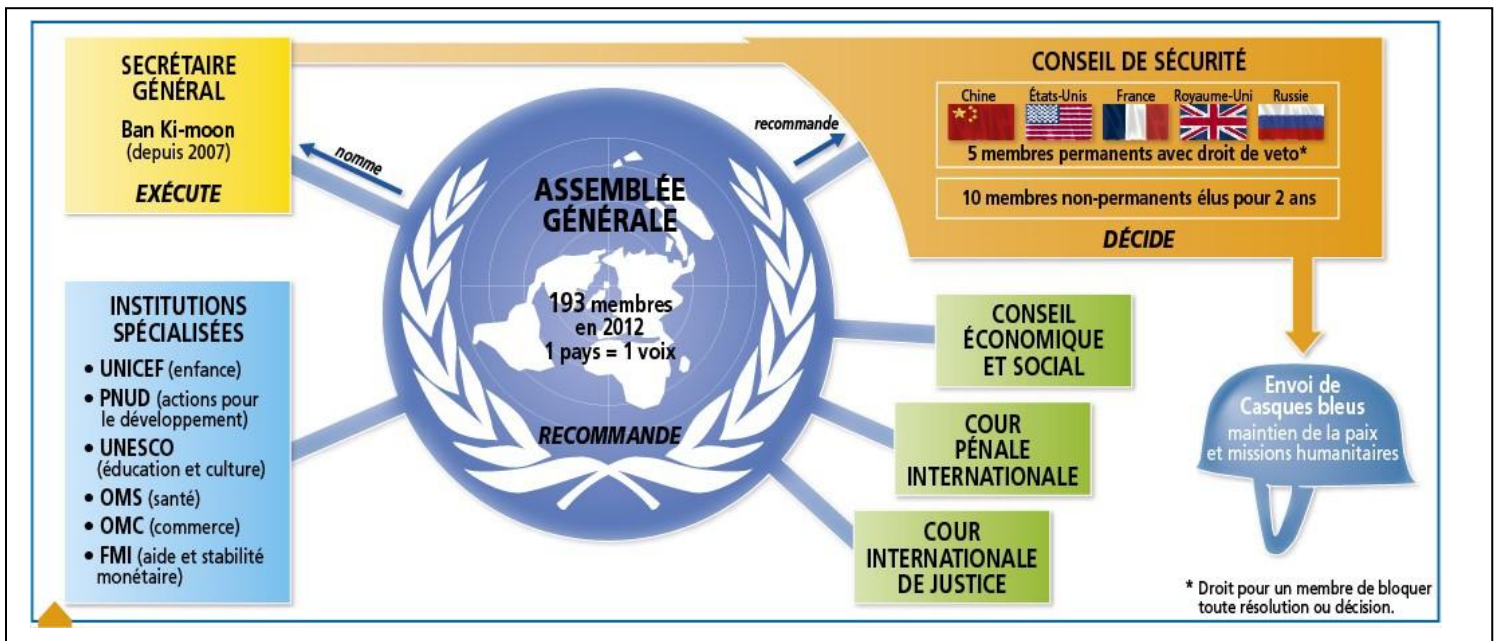 SECRÉTAIRE
GÉNÉRAL
Ban Ki-moon
(depuis 2007)
EXÉCUTE
nomme
recommande
CONSEIL DE SÉCURITÉ
Chine
États-Unis
France
Royaume-Uni
Russie
5 membres permanents avec droit de veto*
10 membres non-permanents élus pour 2 ans
DÉCIDE
ASSEMBLÉE
GÉNÉRALE
193 membres
en 2012
1 pays = 1 voix
RECOMMANDE
INSTITUTIONS
SPÉCIALISÉES
• UNICEF (enfance)
• PNUD (actions pour
le développement)
• UNESCO
(éducation et culture)
• OMS (santé)
• OMC (commerce)
• FMI (aide et stabilité
monétaire)
CONSEIL
ÉCONOMIQUE
ET SOCIAL
COUR
PÉNALE
INTERNATIONALE
COUR
INTERNATIONALE
DE JUSTICE
Envoi de
Casques bleus
maintien de la paix
et missions humanitaires
* Droit pour un membre de bloquer
toute résolution ou décision.